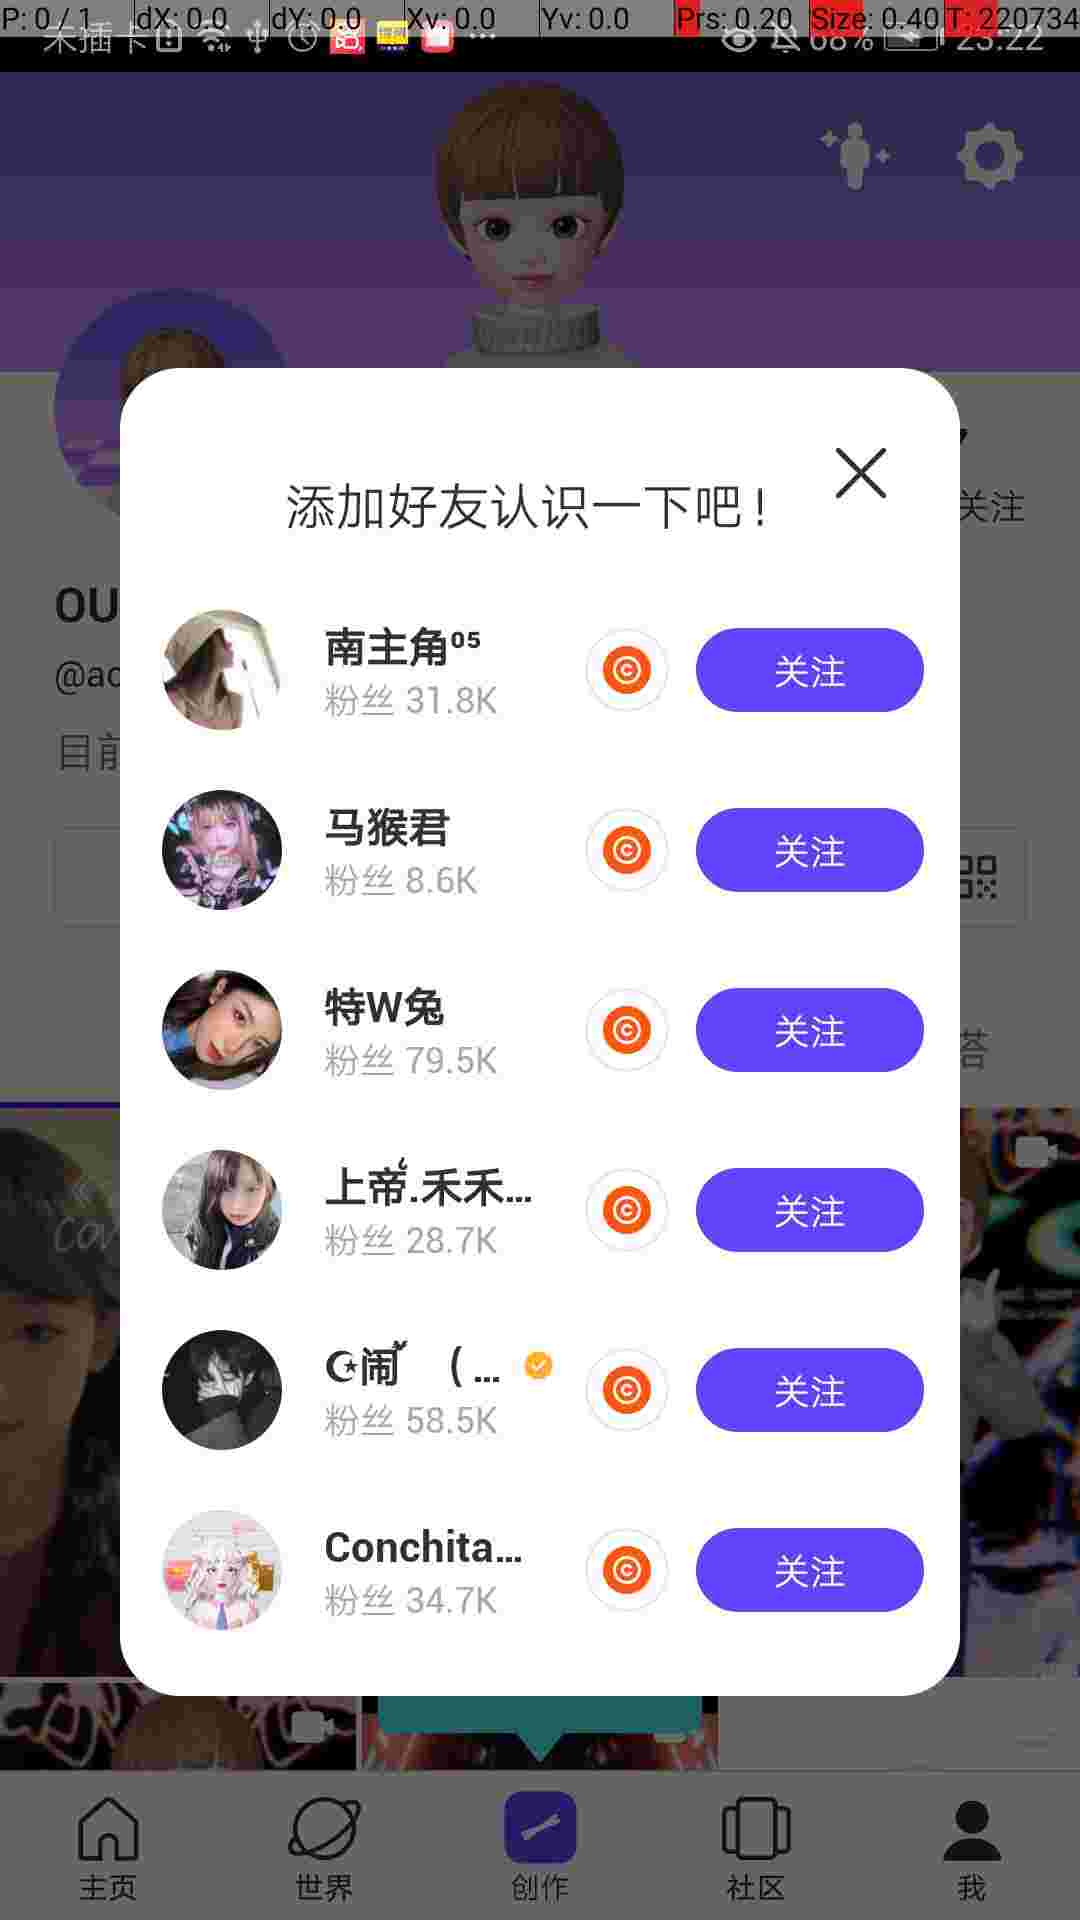 P: 0 / 1 dX: 0.0 dY: 0.0 Xv: 0.0 Yv: 0.0 Prs: 0.20 Size: 0.40 T: 220734
未插卡 68% 23:22
添加好友认识一下吧!
关注
OU
@ac
目前
南主角⁰⁵
粉丝 31.8K
关注
马猴君
粉丝 8.6K
关注
特W兔
粉丝 79.5K
关注
答
上帝.禾禾...
粉丝 28.7K
关注
☪闹 ( ...
粉丝 58.5K
关注
Conchita...
粉丝 34.7K
关注
主页 世界 创作 社区 我